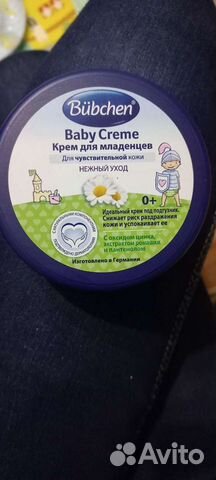 Bübchen
Baby Creme
Крем для младенцев
Для чувствительной кожи
НЕЖНЫЙ УХОД
0+
Идеальный крем под подгузник.
Снижает риск раздражения
кожи и успокаивает ее
С оксидом цинка,
экстрактом ромашки
и пантенолом
Изготовлено в Германии
Avito